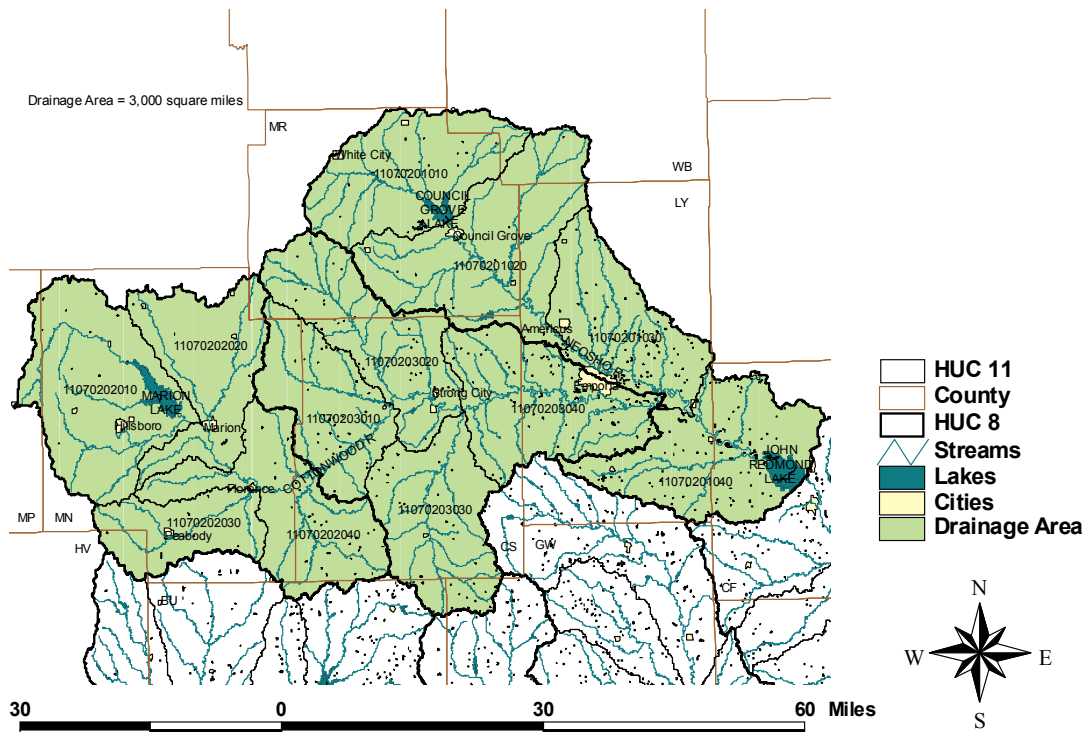 Drainage Area = 3,000 square miles
MR
White City
11070201010
WB
COUNCIL
GROVE
LAKE
LY
Council Grove
11070201020
Americus
11070201030
NEOSHO R.
11070202020
11070203020
Emporia
11070202010
MARION
LAKE
Strong City
11070203040
11070203010
Hillsboro
Marion
COTTONWOOD R.
JOHN
REDMOND
LAKE
Florence
11070201040
11070203030
MP
MN
11070202030
Peabody
11070202040
HV
CS
GW
CF
BU
HUC 11
County
HUC 8
Streams
Lakes
Cities
Drainage Area
N
W
E
S
30
0
30
60
Miles